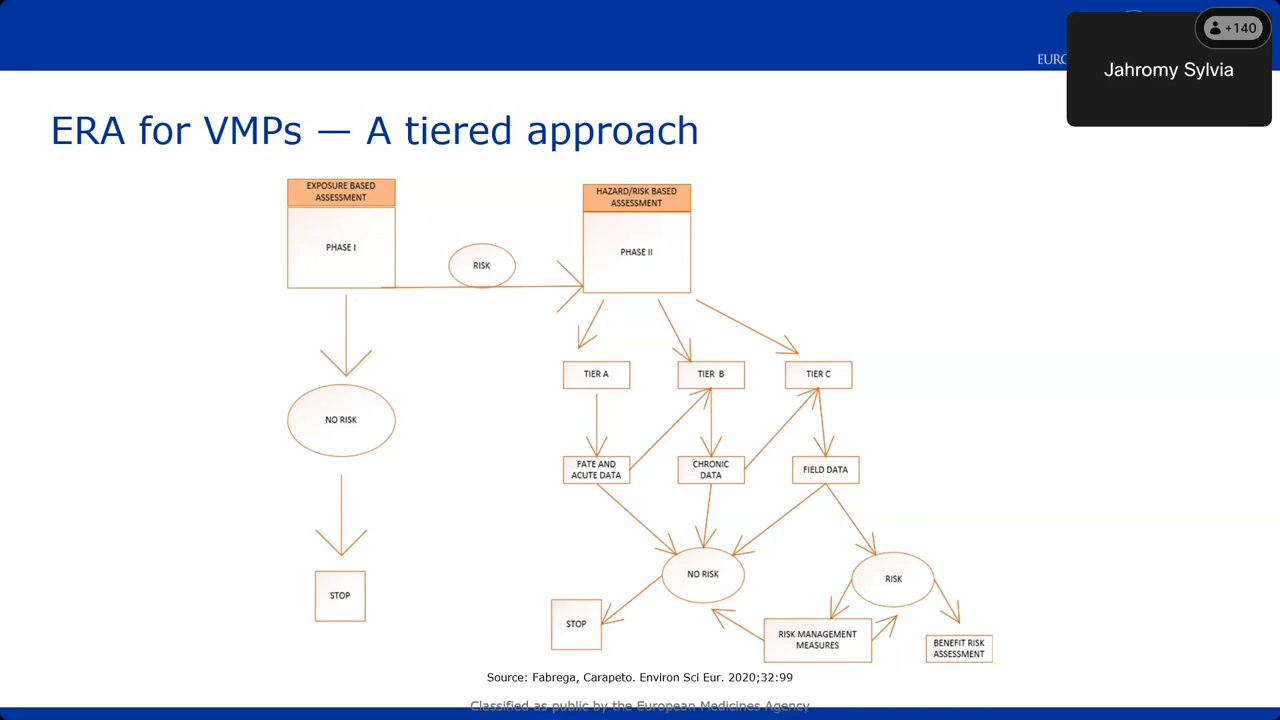 +140
EURO
Jahromy Sylvia
ERA for VMPs — A tiered approach
EXPOSURE BASED
ASSESSMENT
HAZARD/RISK BASED
ASSESSMENT
PHASE I
RISK
PHASE II
TIER A
TIER B
TIER C
NO RISK
FATE AND
ACUTE DATA
CHRONIC
DATA
FIELD DATA
NO RISK
RISK
STOP
STOP
RISK MANAGEMENT
MEASURES
BENEFIT RISK
ASSESSMENT
Source: Fabrega, Carapeto. Environ Sci Eur. 2020;32:99
Classified as public by the European Medicines Agency